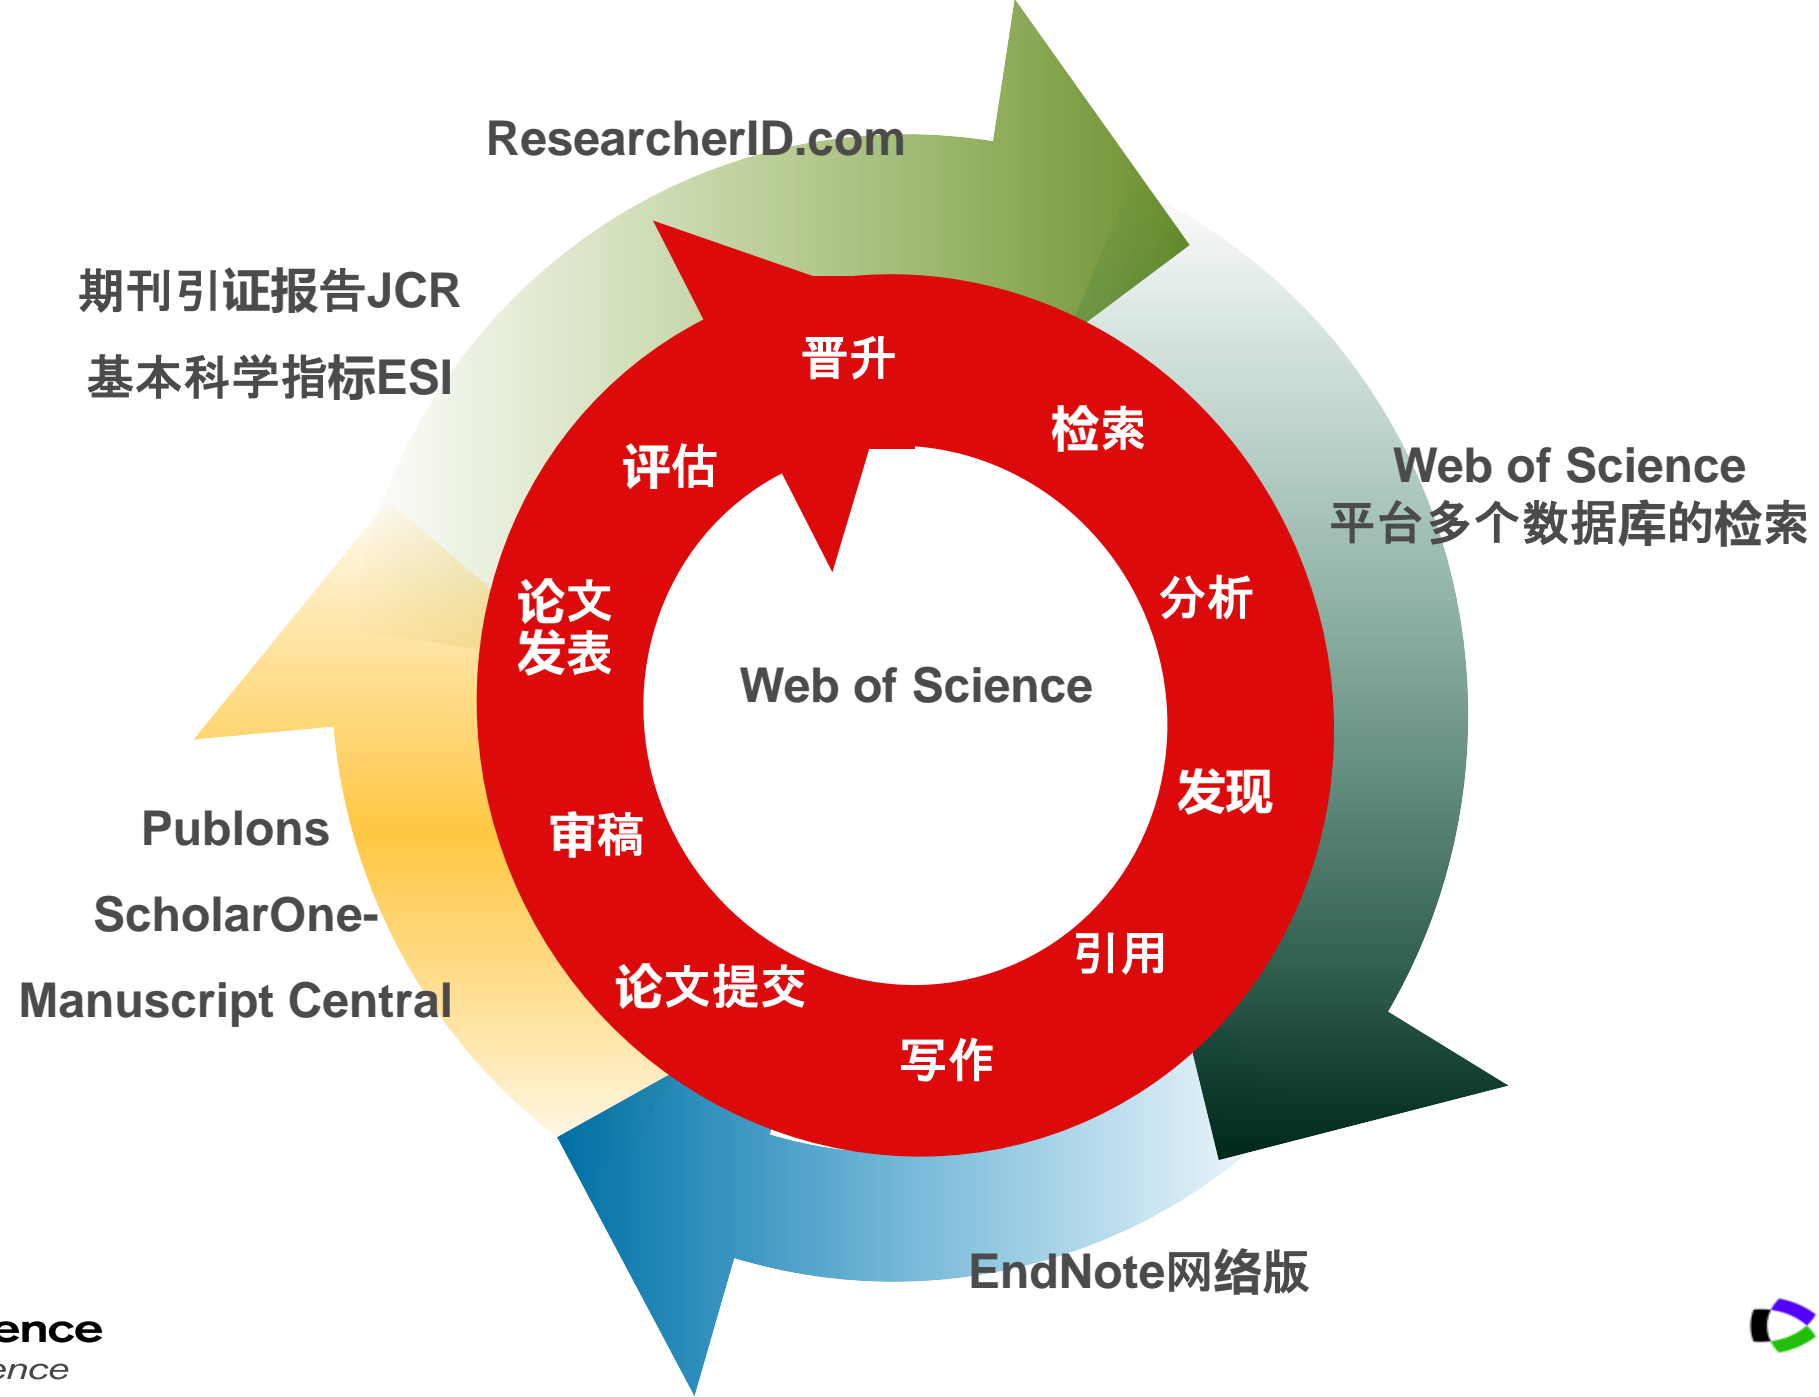 ResearcherID.com
期刊引证报告JCR
基本科学指标ESI
晋升
检索
评估
Web of Science
平台多个数据库的检索
论文
发表
分析
Web of Science
发现
Publons
审稿
ScholarOne-
Manuscript Central
引用
论文提交
写作
EndNote网络版
ence
ence